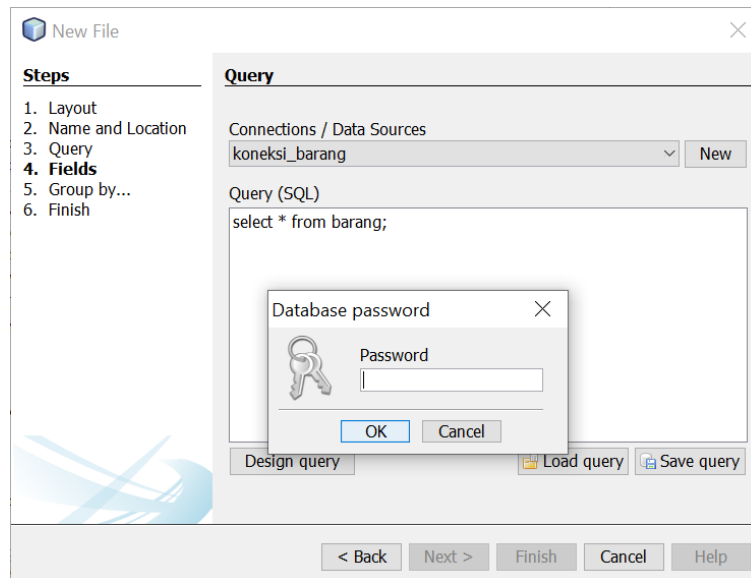 New File
Steps
1. Layout
2. Name and Location
3. Query
4. Fields
5. Group by...
6. Finish
Query
Connections / Data Sources
koneksi_barang
New
Query (SQL)
select * from barang;
Database password
Password
OK
Cancel
Design query
Load query
Save query
< Back
Next >
Finish
Cancel
Help